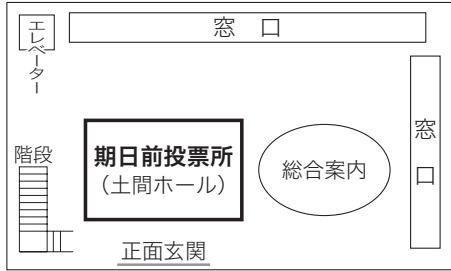 エレベーター
窓 口
窓 口
階段
期日前投票所
（土間ホール）
総合案内
正面玄関